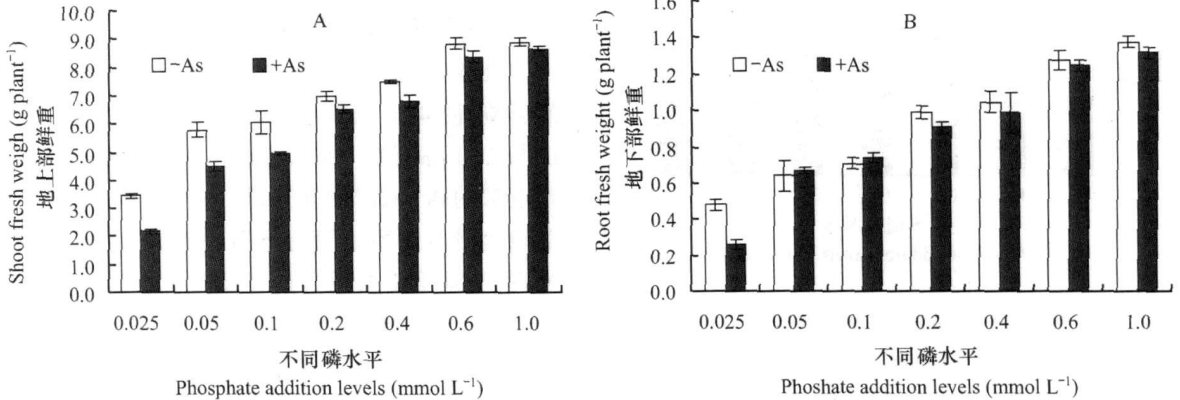 A
Shoot fresh weigh (g plant⁻¹)
地上部鲜重
10.0
9.0
8.0
7.0
6.0
5.0
4.0
3.0
2.0
1.0
0.0
−As
+As
0.025 0.05 0.1 0.2 0.4 0.6 1.0
不同磷水平
Phosphate addition levels (mmol L⁻¹)
B
Root fresh weight (g plant⁻¹)
地下部鲜重
1.6
1.4
1.2
1.0
0.8
0.6
0.4
0.2
0.0
−As
+As
0.025 0.05 0.1 0.2 0.4 0.6 1.0
不同磷水平
Phoshate addition levels (mmol L⁻¹)